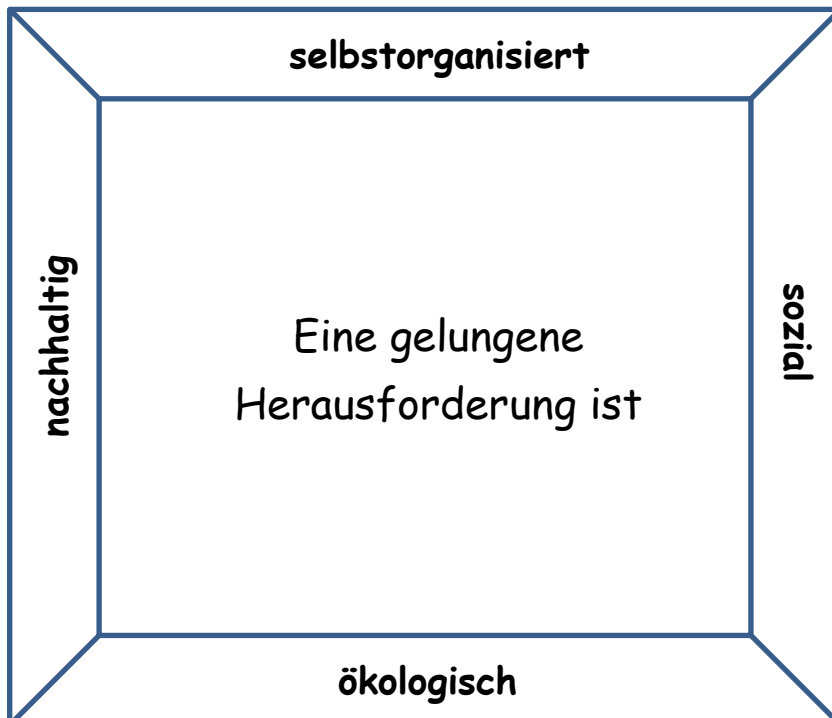 selbstorganisiert
nachhaltig
Eine gelungene
Herausforderung ist
sozial
ökologisch